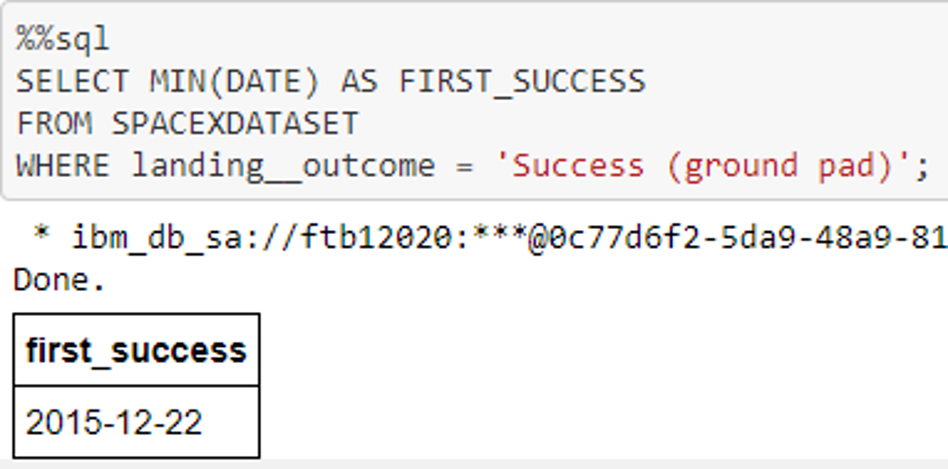 %%sql
SELECT MIN(DATE) AS FIRST_SUCCESS
FROM SPACEXDATASET
WHERE landing__outcome = 'Success (ground pad)';
* ibm_db_sa://ftb12020:***@0c77d6f2-5da9-48a9-81
Done.
first_success
2015-12-22